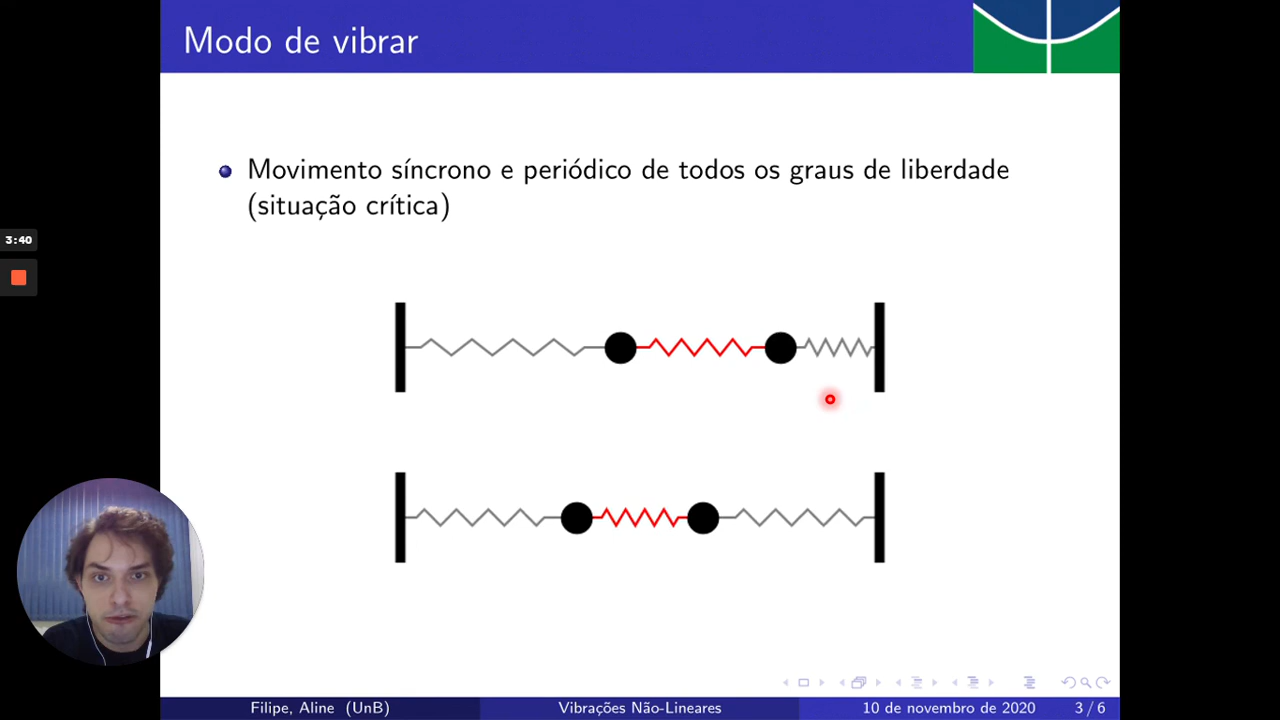 Modo de vibrar
Movimento síncrono e periódico de todos os graus de liberdade
(situação crítica)
3:40
Filipe, Aline (UnB)
Vibrações Não-Lineares
10 de novembro de 2020
3 / 6